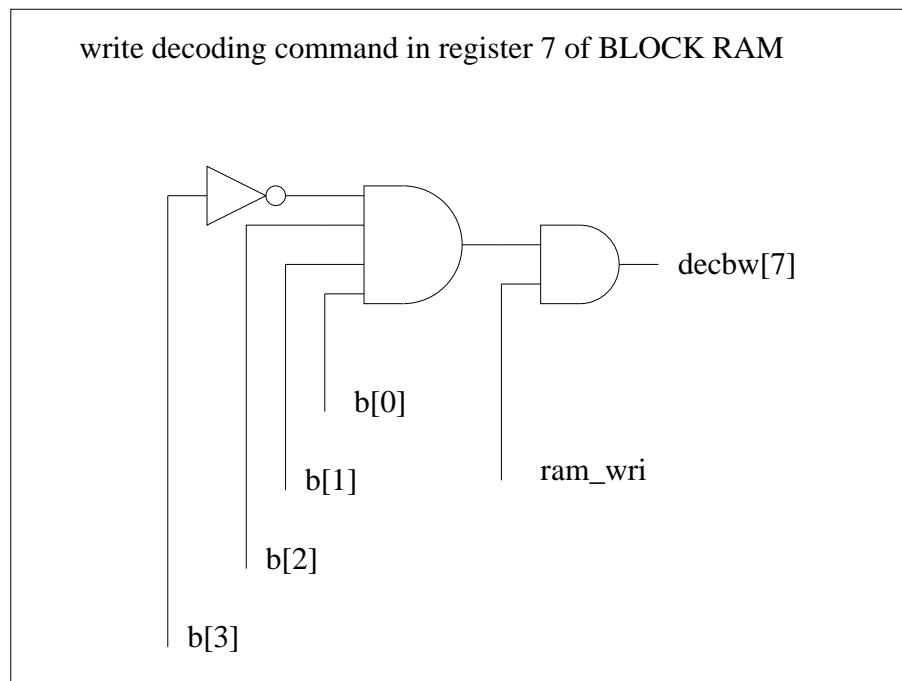 write decoding command in register 7 of BLOCK RAM
decbw[7]
b[0]
ram_wri
b[1]
b[2]
b[3]